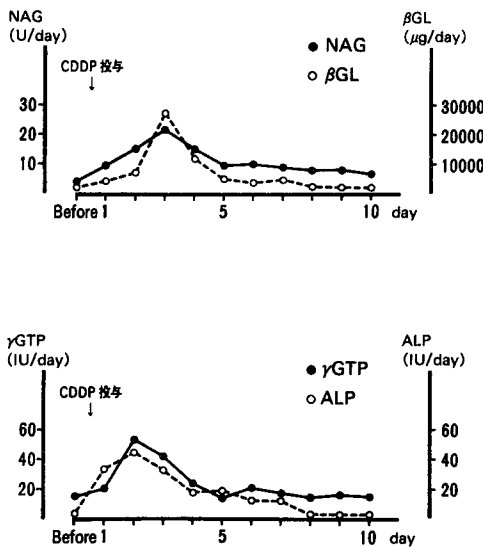 NAG
(U/day)
βGL
(μg/day)
● NAG
○ βGL
CDDP 投与
↓
30
20
10
30000
20000
10000
Before 1 5 10 day
γGTP
(IU/day)
ALP
(IU/day)
● γGTP
○ ALP
CDDP 投与
↓
60
40
20
60
40
20
Before 1 5 10 day